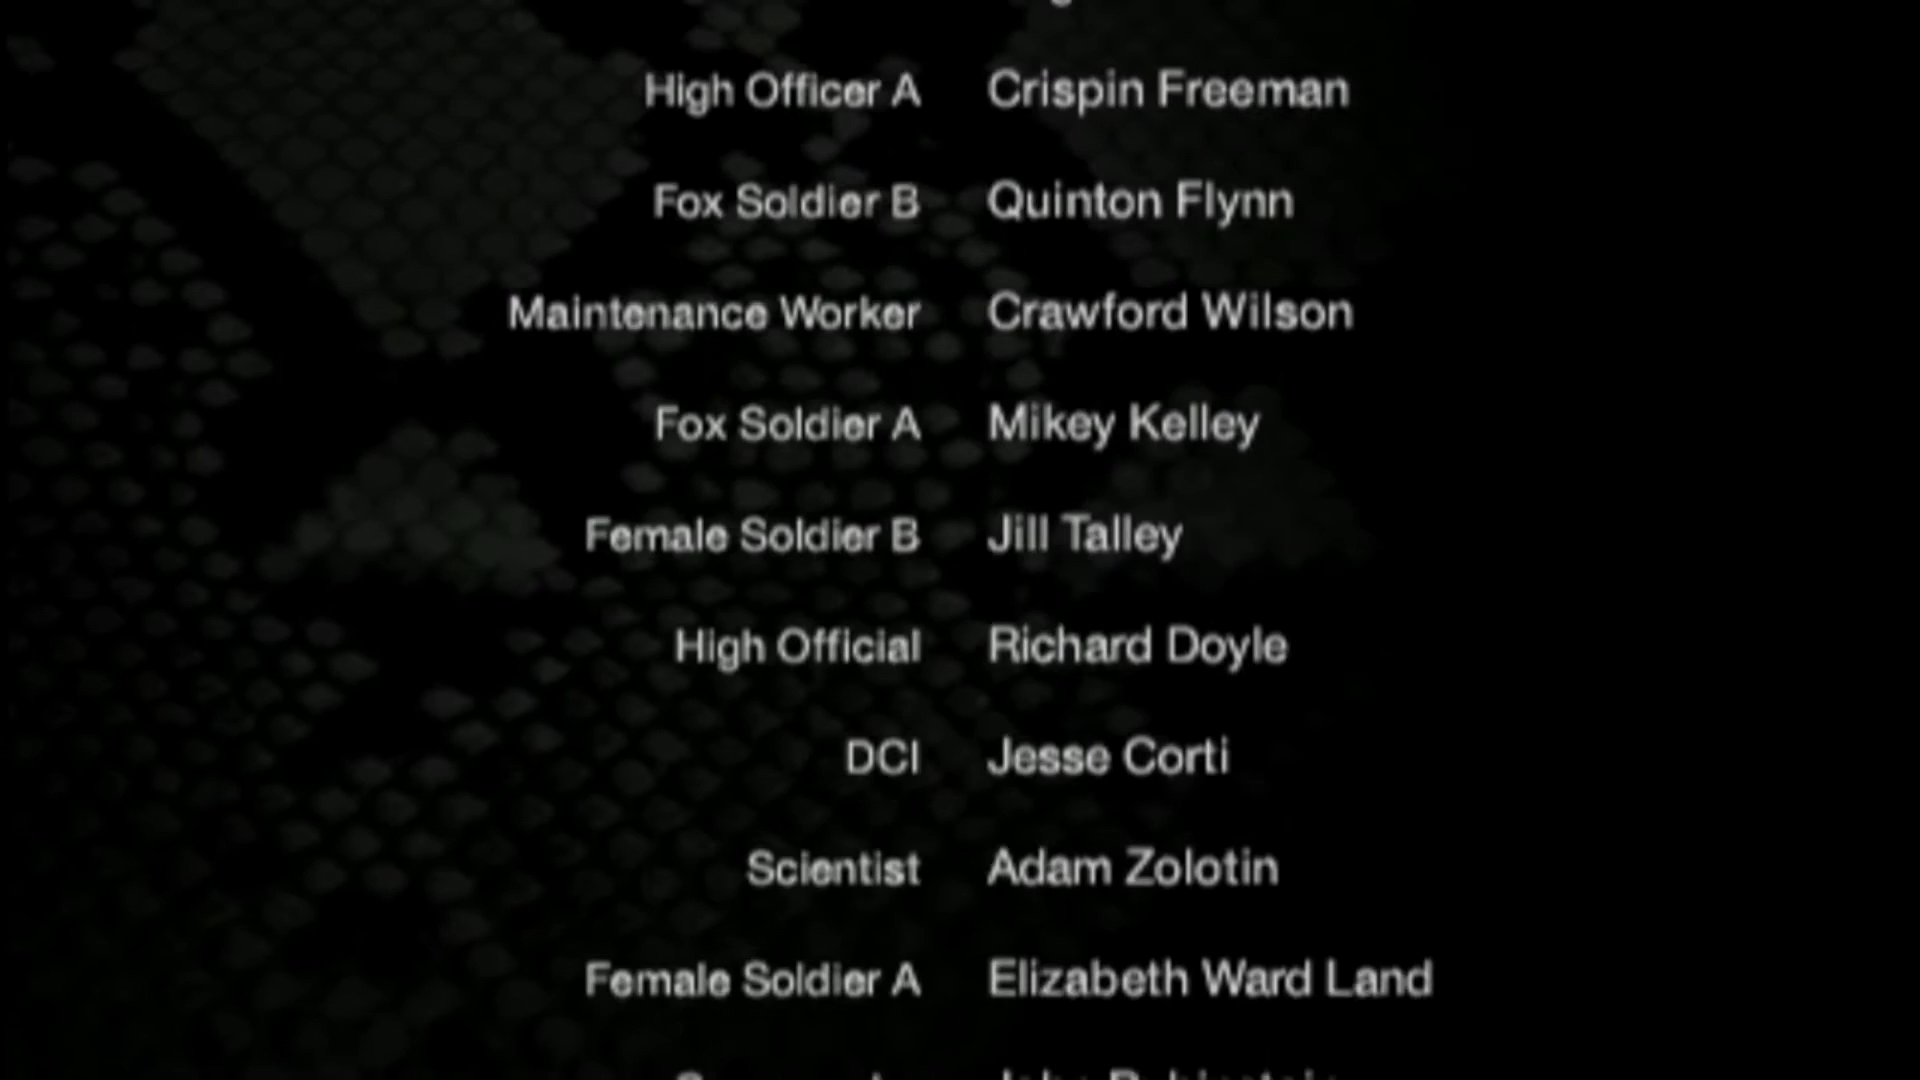 High Officer A Crispin Freeman
Fox Soldier B Quinton Flynn
Maintenance Worker Crawford Wilson
Fox Soldier A Mikey Kelley
Female Soldier B Jill Talley
High Official Richard Doyle
DCI Jesse Corti
Scientist Adam Zolotin
Female Soldier A Elizabeth Ward Land